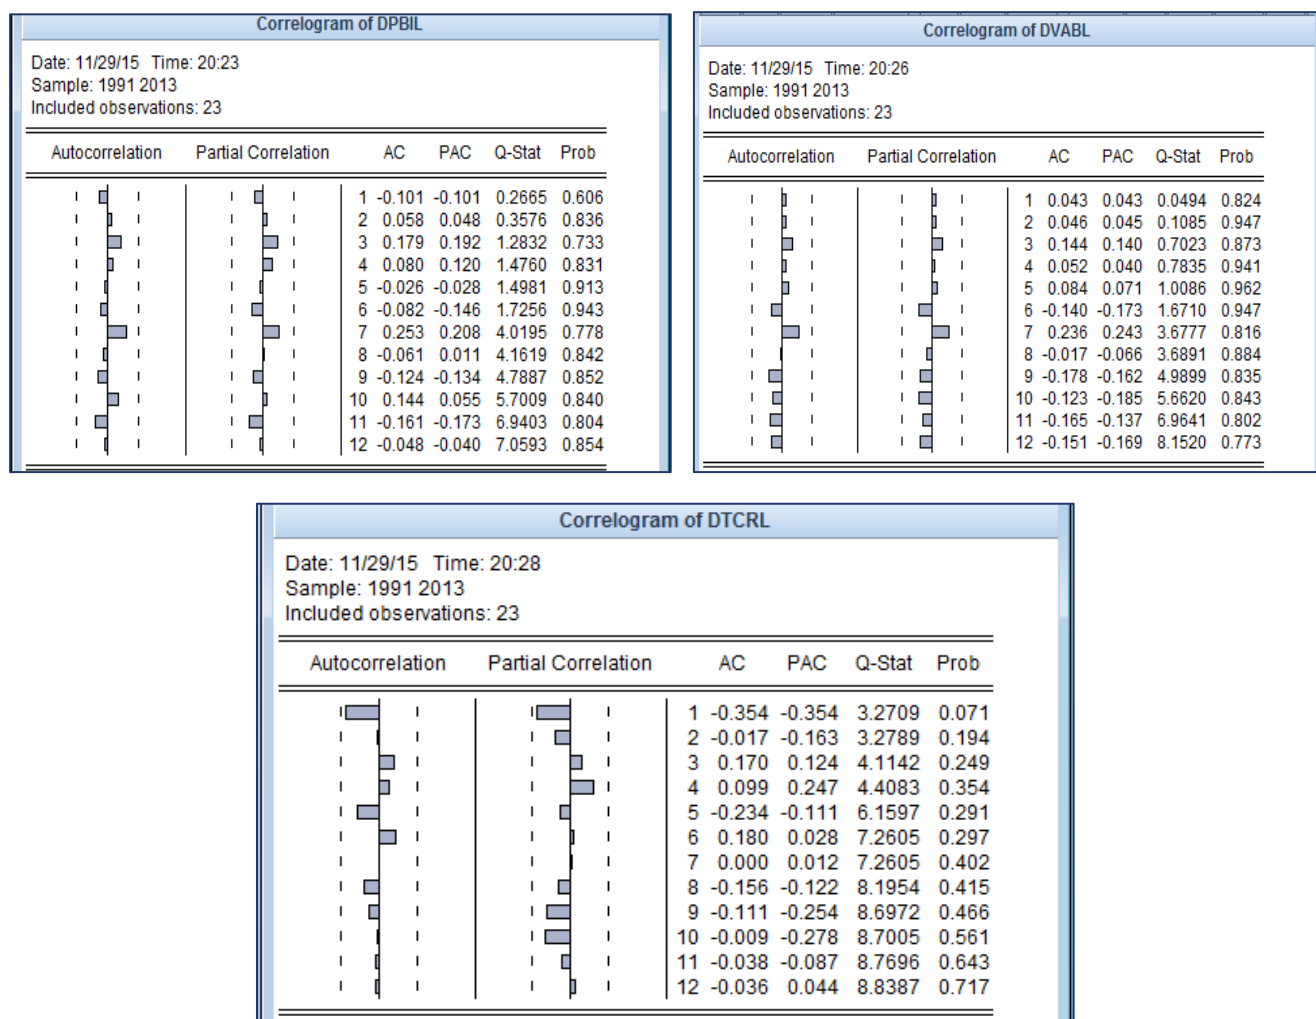 Correlogram of DPBIL
Date: 11/29/15 Time: 20:23
Sample: 1991 2013
Included observations: 23
Autocorrelation Partial Correlation AC PAC Q-Stat Prob
1 -0.101 -0.101 0.2665 0.606
2 0.058 0.048 0.3576 0.836
3 0.179 0.192 1.2832 0.733
4 0.080 0.120 1.4760 0.831
5 -0.026 -0.028 1.4981 0.913
6 -0.082 -0.146 1.7256 0.943
7 0.253 0.208 4.0195 0.778
8 -0.061 0.011 4.1619 0.842
9 -0.124 -0.134 4.7887 0.852
10 0.144 0.055 5.7009 0.840
11 -0.161 -0.173 6.9403 0.804
12 -0.048 -0.040 7.0593 0.854
Correlogram of DVABL
Date: 11/29/15 Time: 20:26
Sample: 1991 2013
Included observations: 23
Autocorrelation Partial Correlation AC PAC Q-Stat Prob
1 0.043 0.043 0.0494 0.824
2 0.046 0.045 0.1085 0.947
3 0.144 0.140 0.7023 0.873
4 0.052 0.040 0.7835 0.941
5 0.084 0.071 1.0086 0.962
6 -0.140 -0.173 1.6710 0.947
7 0.236 0.243 3.6777 0.816
8 -0.017 -0.066 3.6891 0.884
9 -0.178 -0.162 4.9899 0.835
10 -0.123 -0.185 5.6620 0.843
11 -0.165 -0.137 6.9641 0.802
12 -0.151 -0.169 8.1520 0.773
Correlogram of DTCRL
Date: 11/29/15 Time: 20:28
Sample: 1991 2013
Included observations: 23
Autocorrelation Partial Correlation AC PAC Q-Stat Prob
1 -0.354 -0.354 3.2709 0.071
2 -0.017 -0.163 3.2789 0.194
3 0.170 0.124 4.1142 0.249
4 0.099 0.247 4.4083 0.354
5 -0.234 -0.111 6.1597 0.291
6 0.180 0.028 7.2605 0.297
7 0.000 0.012 7.2605 0.402
8 -0.156 -0.122 8.1954 0.415
9 -0.111 -0.254 8.6972 0.466
10 -0.009 -0.278 8.7005 0.561
11 -0.038 -0.087 8.7696 0.643
12 -0.036 0.044 8.8387 0.717